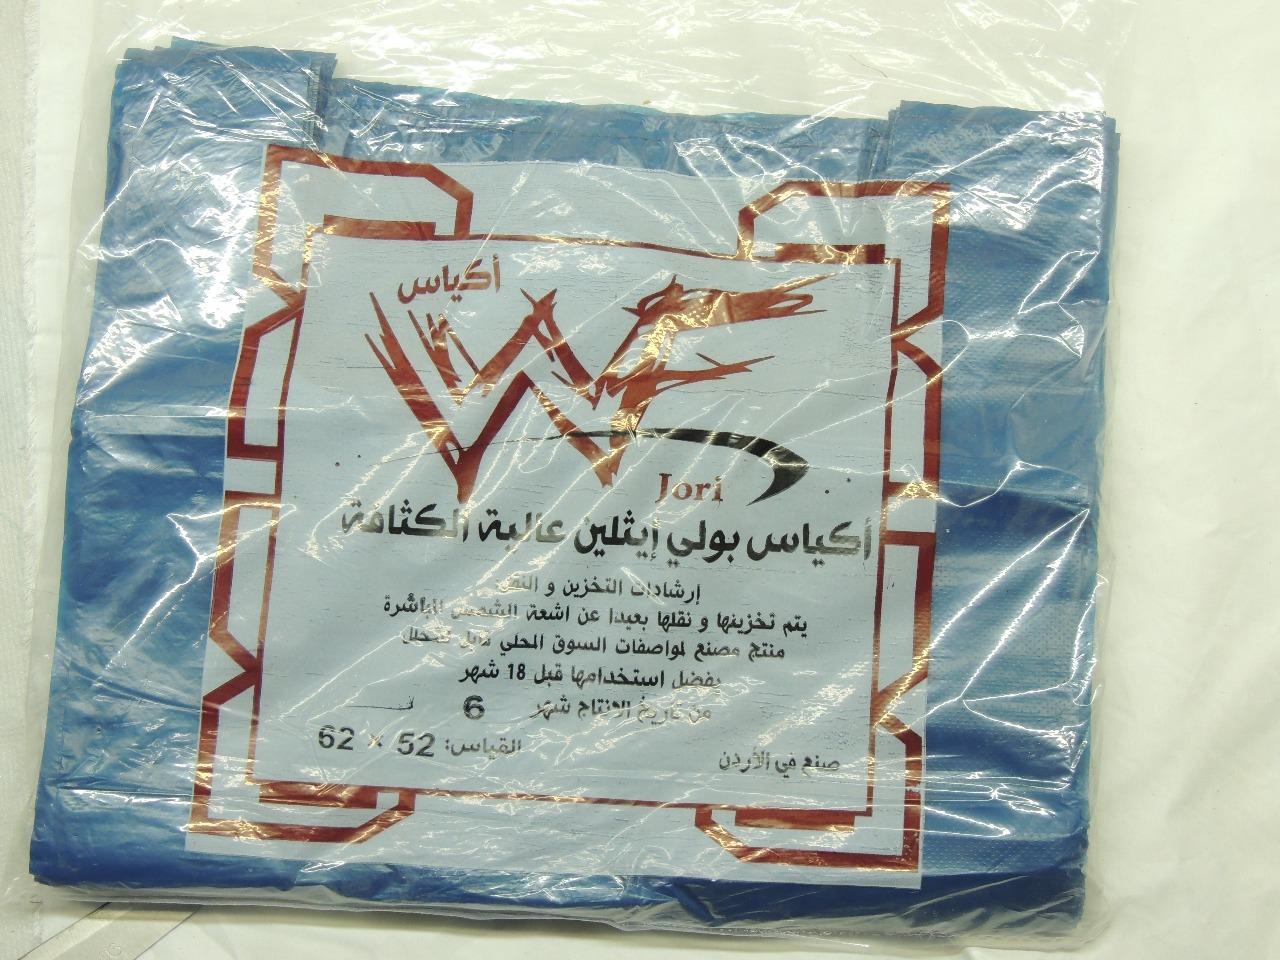 أكياس
W
Jori
أكياس بولي إيثلين عالية الكثافة
إرشادات التخزين و النقل
يتم تخزينها و نقلها بعيدا عن اشعة الشمس المباشرة
منتج مصنع لمواصفات السوق المحلي قابل للتحلل
يفضل استخدامها قبل 18 شهر
من تاريخ الانتاج شهر 6
القياس: 52 × 62
صنع في الأردن